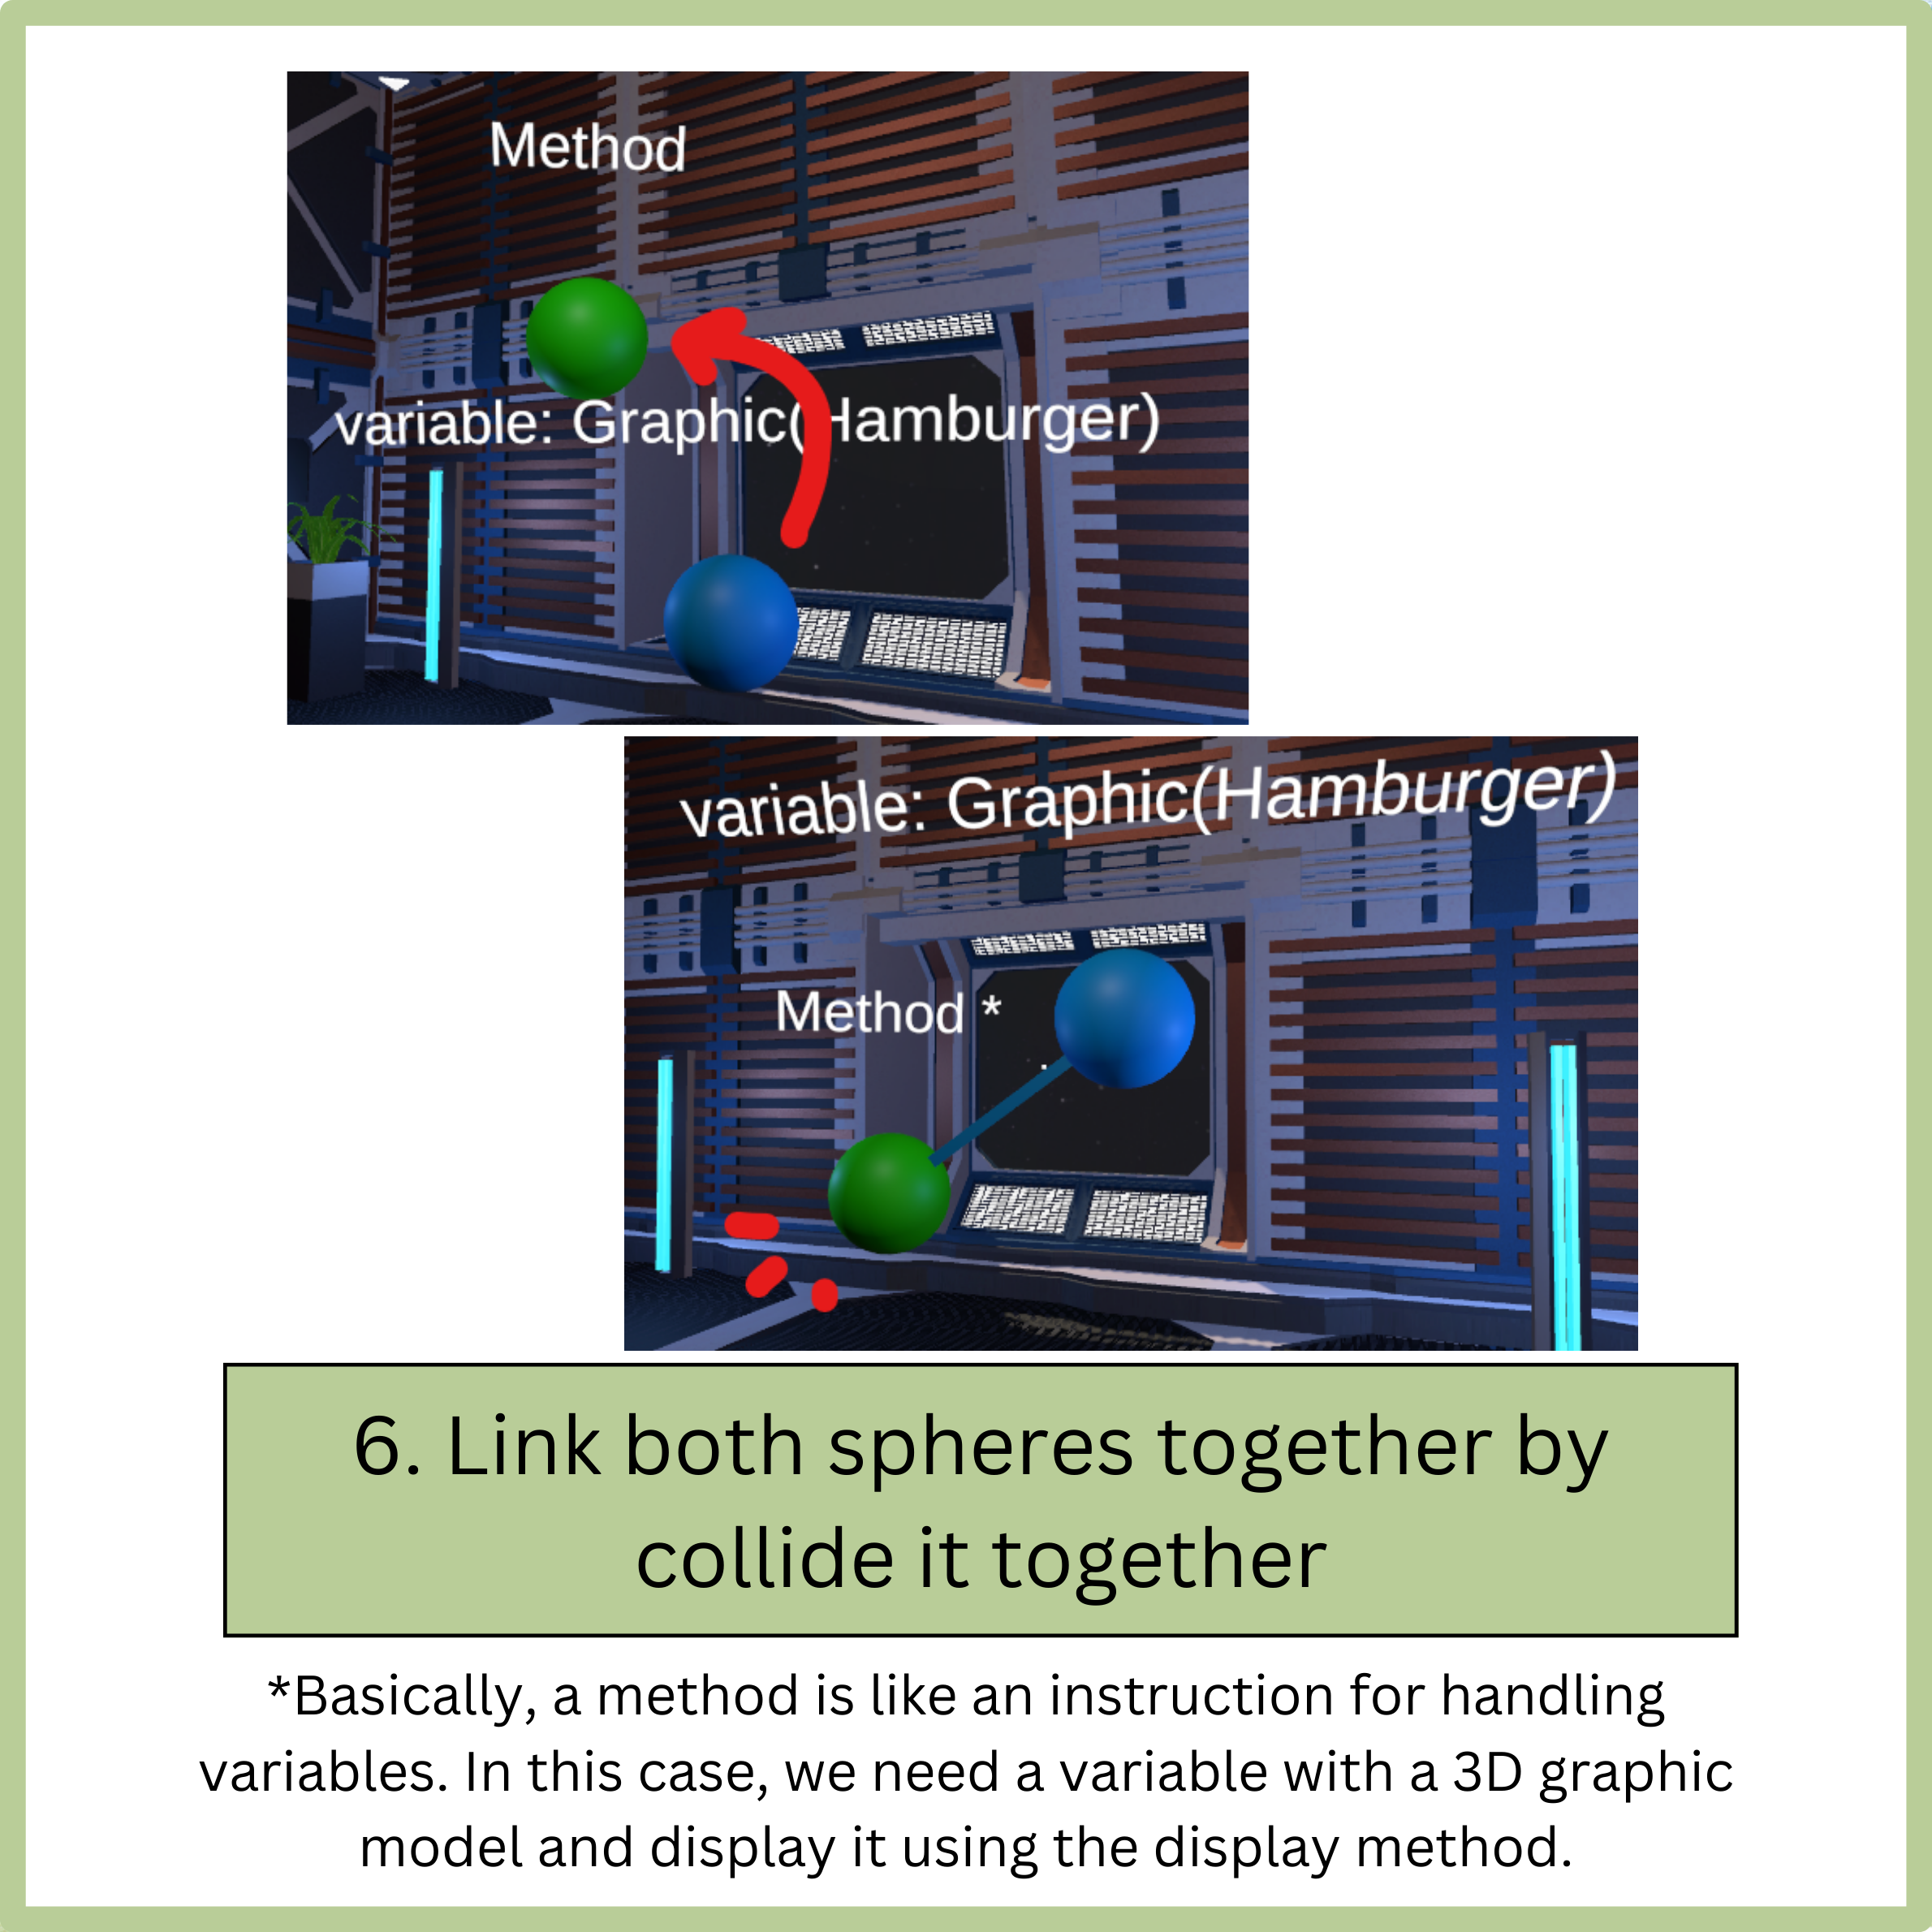 Method
variable: Graphic(Hamburger)
variable: Graphic(Hamburger)
Method *
6. Link both spheres together by
collide it together
*Basically, a method is like an instruction for handling
variables. In this case, we need a variable with a 3D graphic
model and display it using the display method.